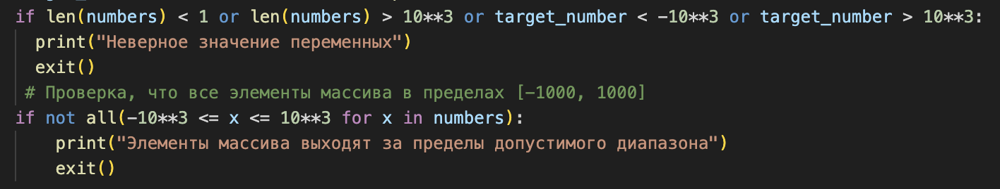 if len(numbers) < 1 or len(numbers) > 10**3 or target_number < -10**3 or target_number > 10**3:
  print("Неверное значение переменных")
  exit()
 # Проверка, что все элементы массива в пределах [-1000, 1000]
if not all(-10**3 <= x <= 10**3 for x in numbers):
    print("Элементы массива выходят за пределы допустимого диапазона")
    exit()